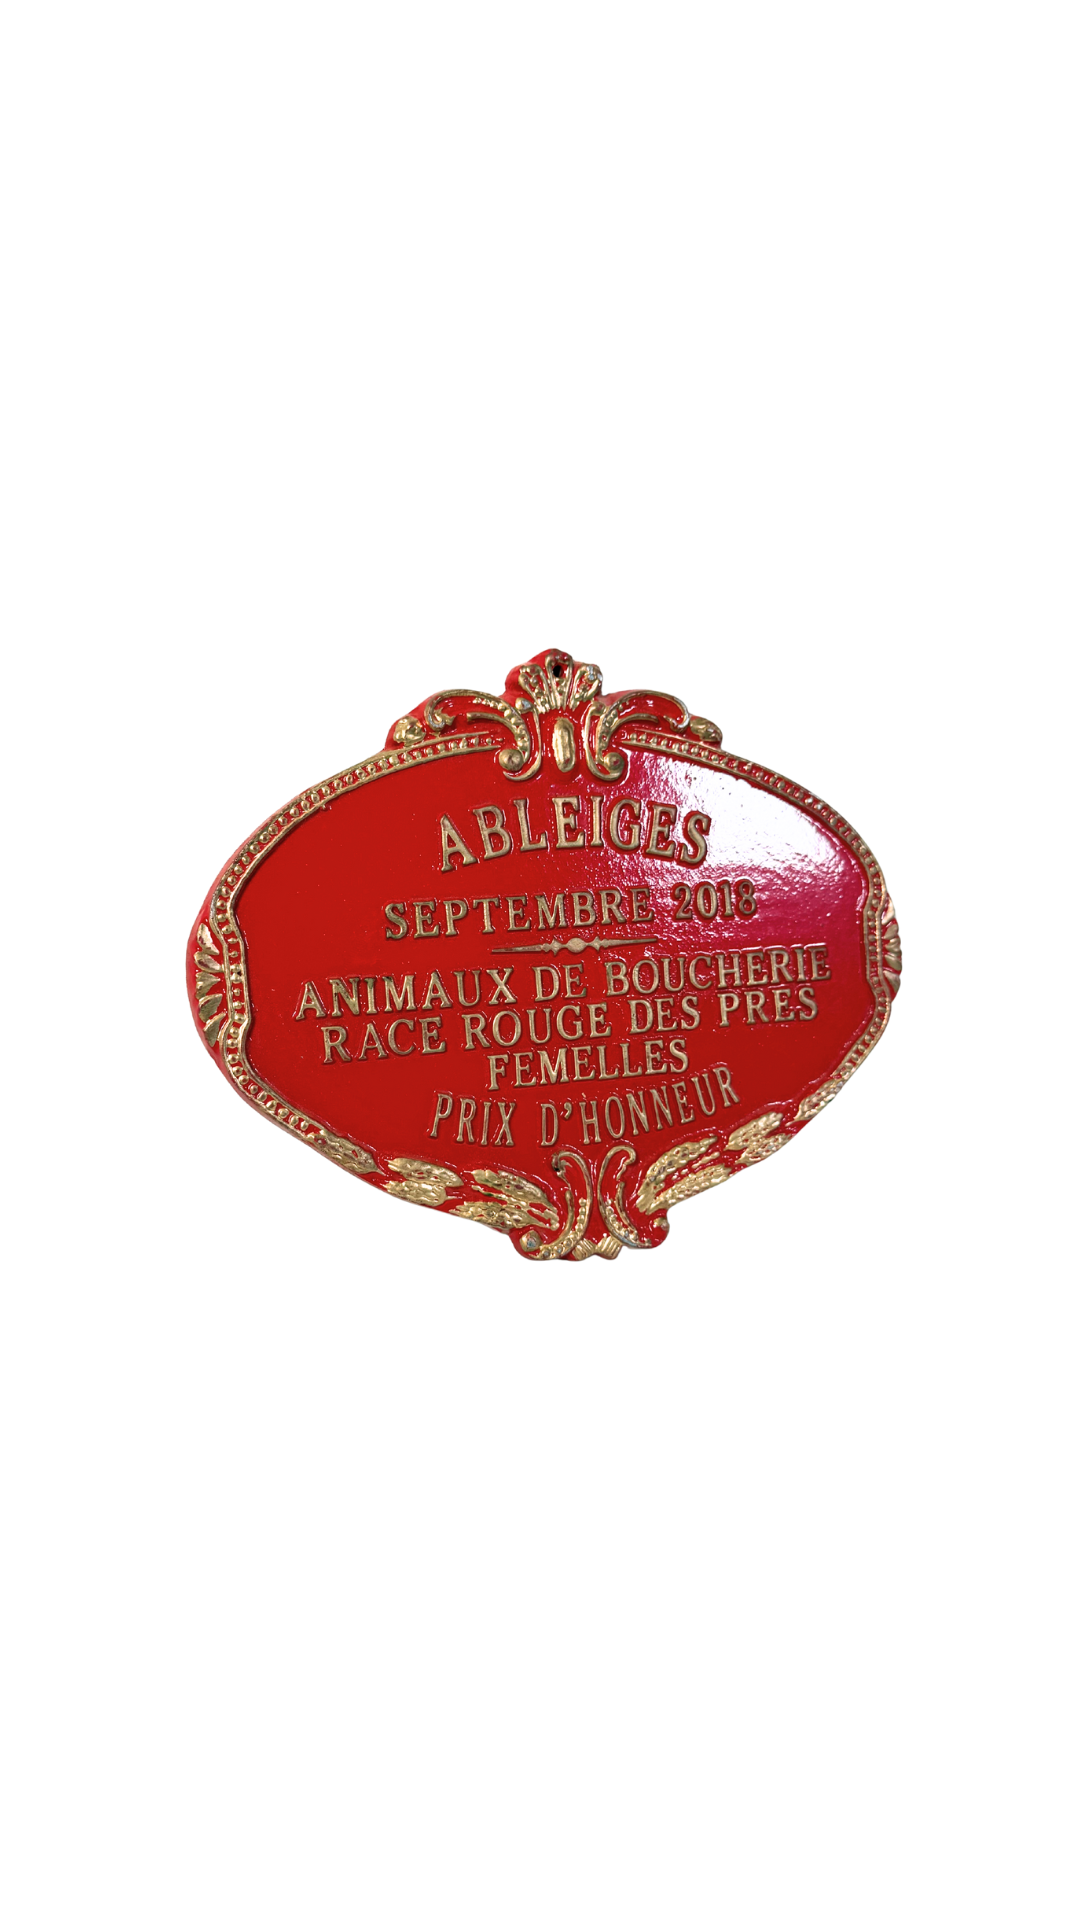 ABLEIGES
SEPTEMBRE 2018
ANIMAUX DE BOUCHERIE
RACE ROUGE DES PRES
FEMELLES
PRIX D'HONNEUR